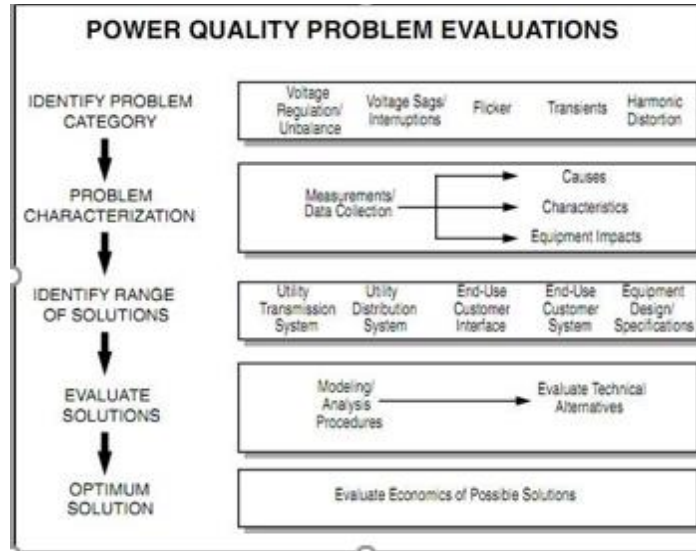 POWER QUALITY PROBLEM EVALUATIONS
IDENTIFY PROBLEM
CATEGORY
Voltage
Regulation/
Unbalance
Voltage Sags/
Interruptions
Flicker
Transients
Harmonic
Distortion
PROBLEM
CHARACTERIZATION
Measurements/
Data Collection
Causes
Characteristics
Equipment Impacts
IDENTIFY RANGE
OF SOLUTIONS
Utility
Transmission
System
Utility
Distribution
System
End-Use
Customer
Interface
End-Use
Customer
System
Equipment
Design/
Specifications
EVALUATE
SOLUTIONS
Modeling/
Analysis
Procedures
Evaluate Technical
Alternatives
OPTIMUM
SOLUTION
Evaluate Economics of Possible Solutions